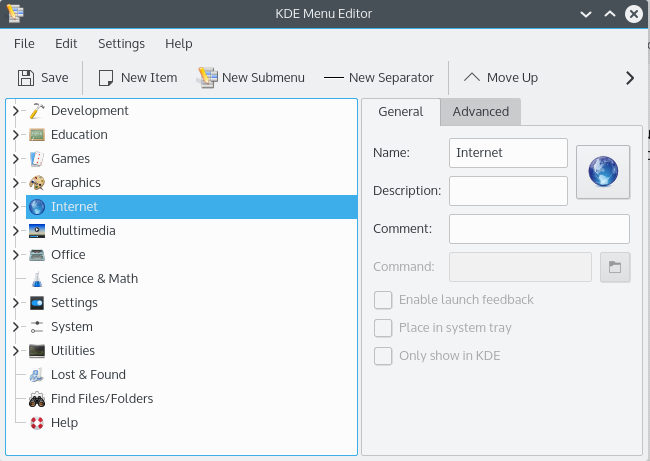 KDE Menu Editor
File Edit Settings Help
Save New Item New Submenu New Separator Move Up
Development
Education
Games
Graphics
Internet
Multimedia
Office
Science & Math
Settings
System
Utilities
Lost & Found
Find Files/Folders
Help
General Advanced
Name: Internet
Description:
Comment:
Command:
Enable launch feedback
Place in system tray
Only show in KDE